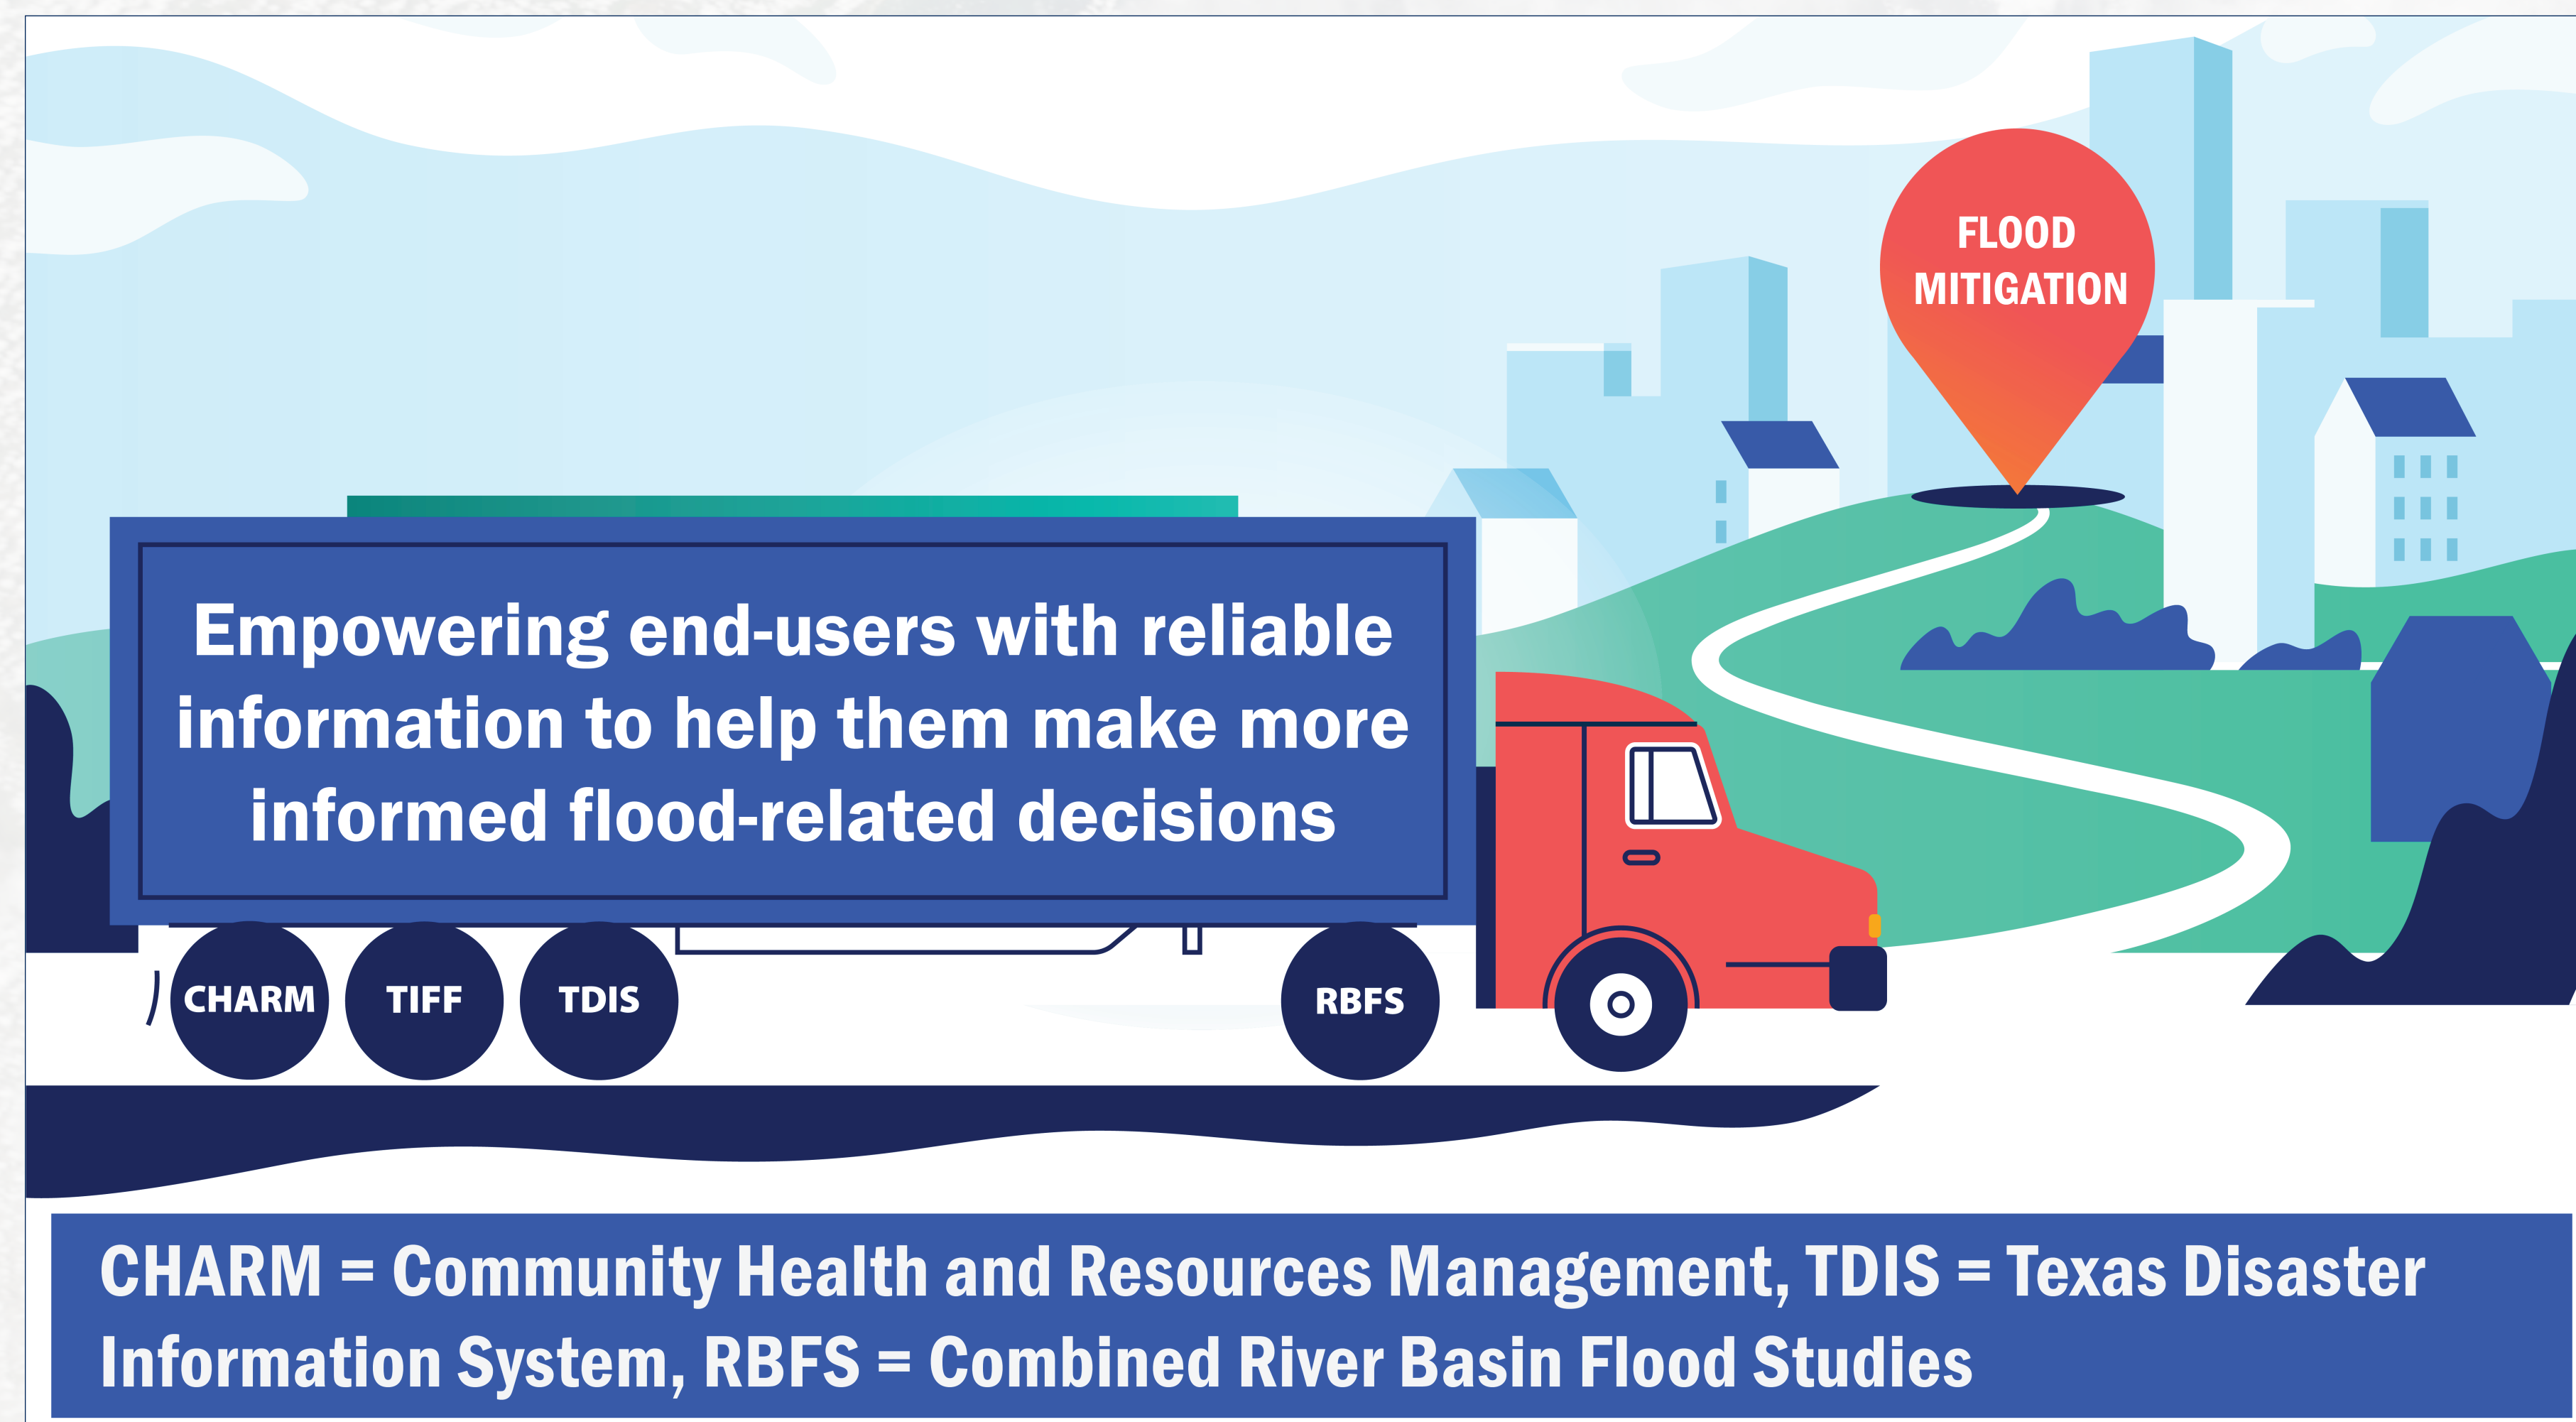 FLOOD
MITIGATION
Empowering end-users with reliable
information to help them make more
informed flood-related decisions
CHARM
TIFF
TDIS
RBFS
CHARM = Community Health and Resources Management, TDIS = Texas Disaster
Information System, RBFS = Combined River Basin Flood Studies